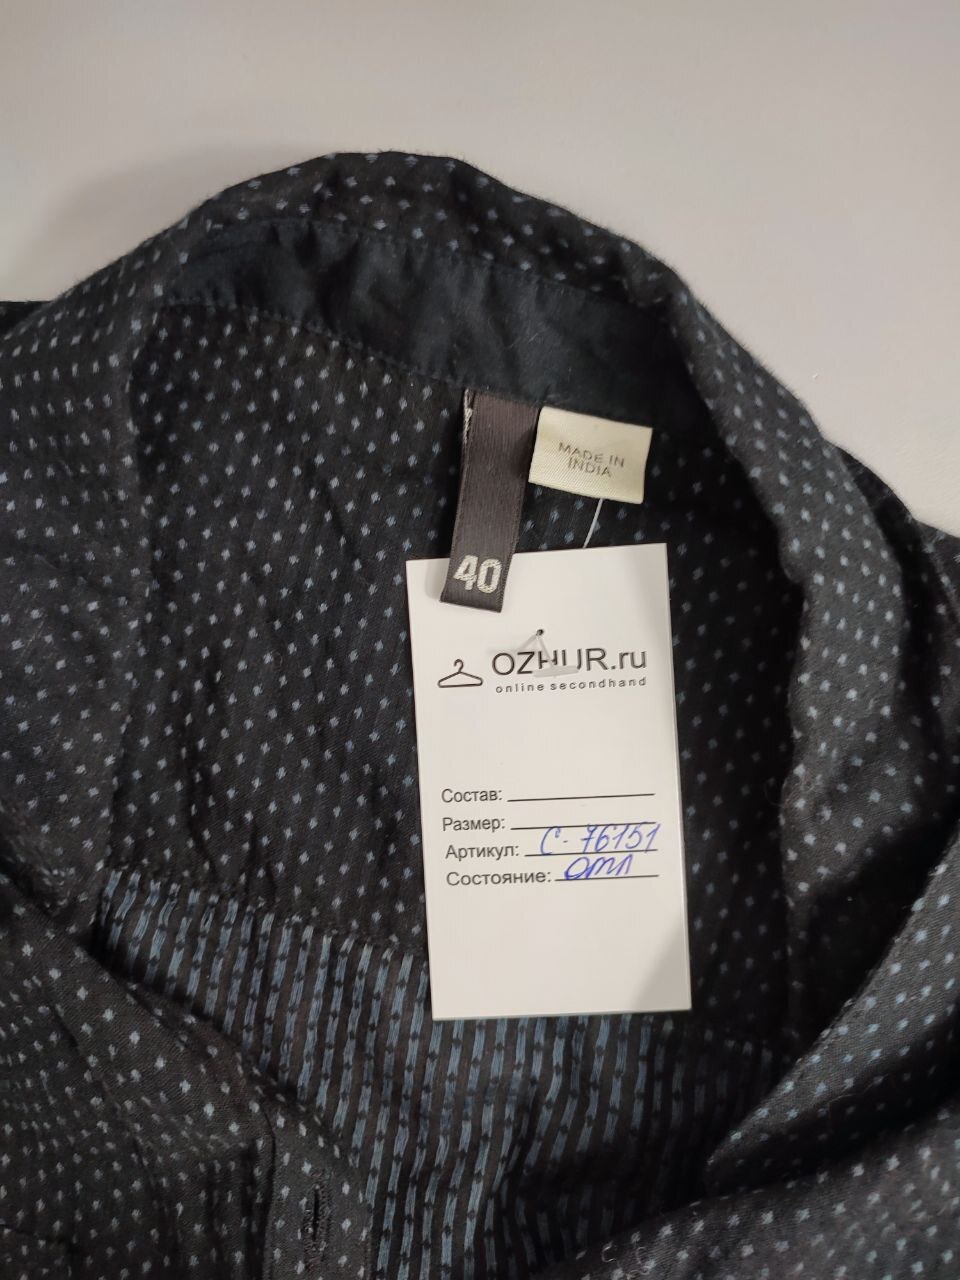 MADE IN
INDIA
40
OZHUR.ru
online secondhand
Состав:
Размер:
Артикул: С-76151
Состояние: отл